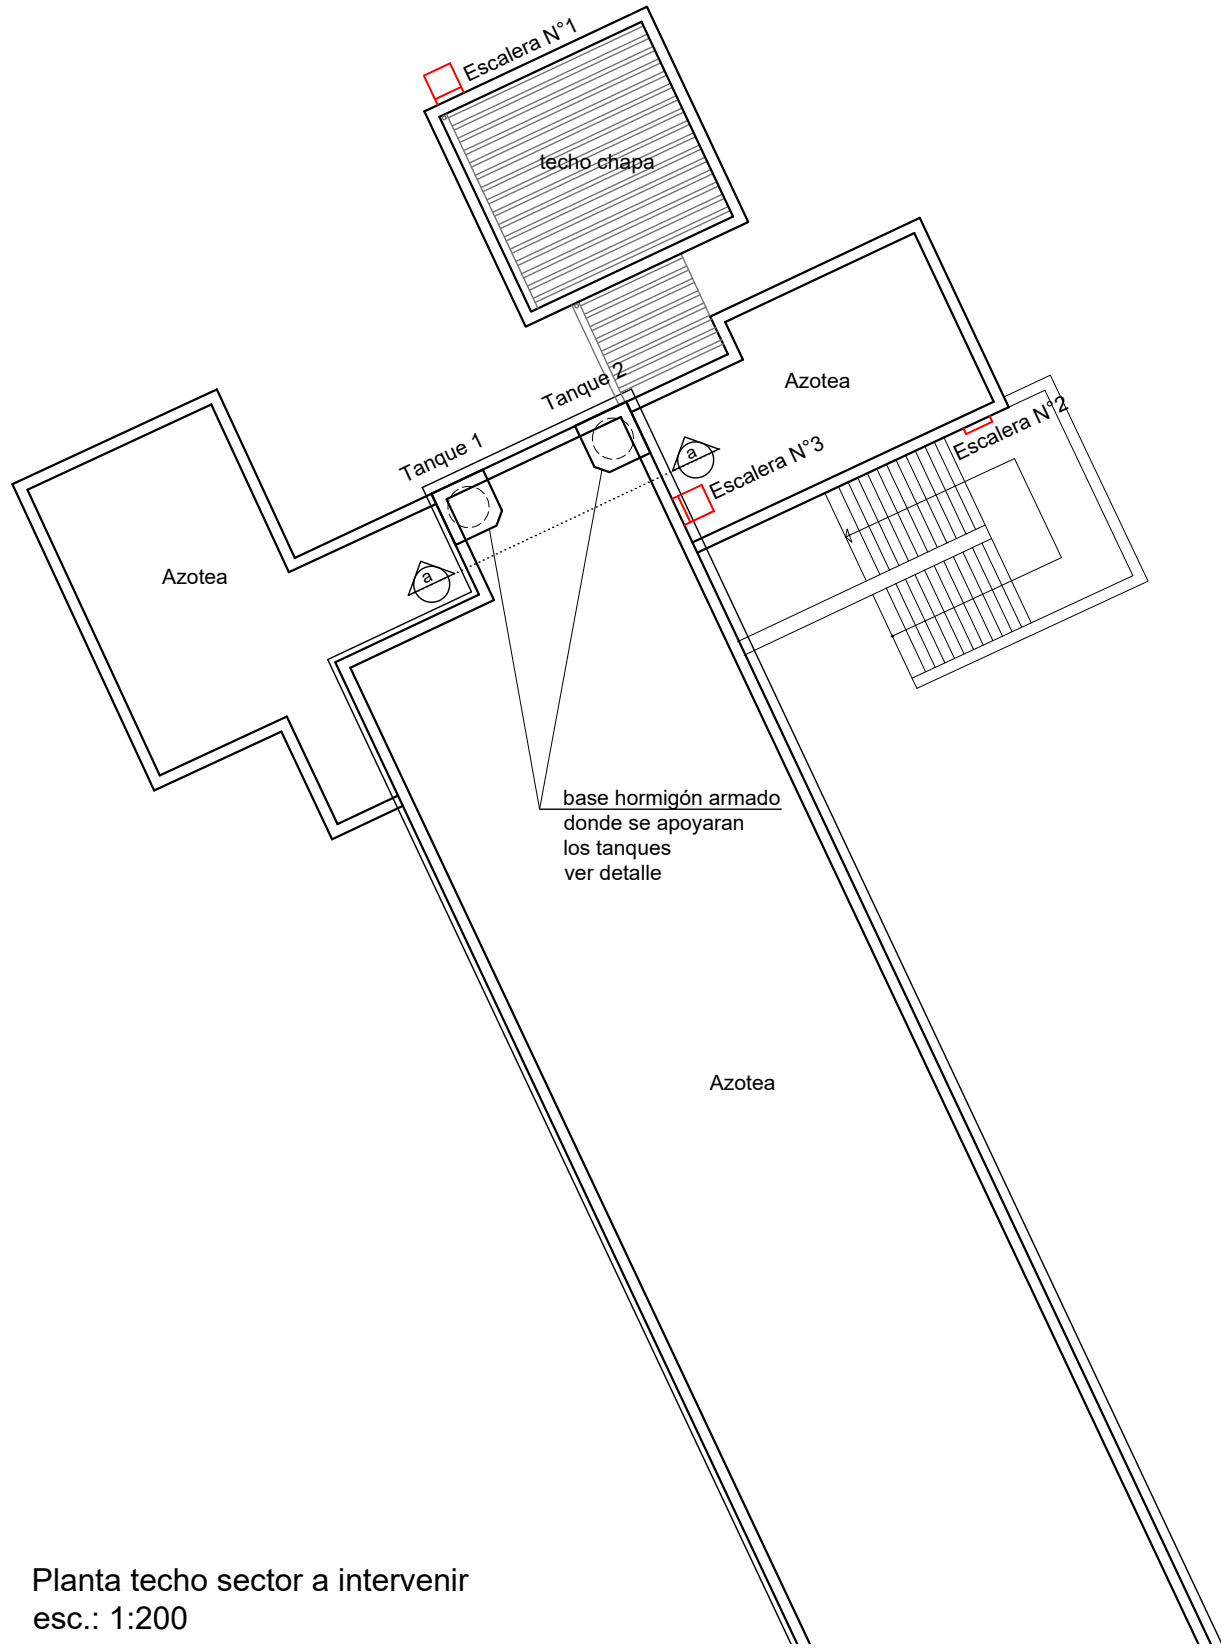 Escalera N°1
techo chapa
Azotea
Tanque 2
Escalera N°2
Tanque 1
Escalera N°3
a
a
Azotea
base hormigón armado
donde se apoyaran
los tanques
ver detalle
Azotea
Planta techo sector a intervenir
esc.: 1:200